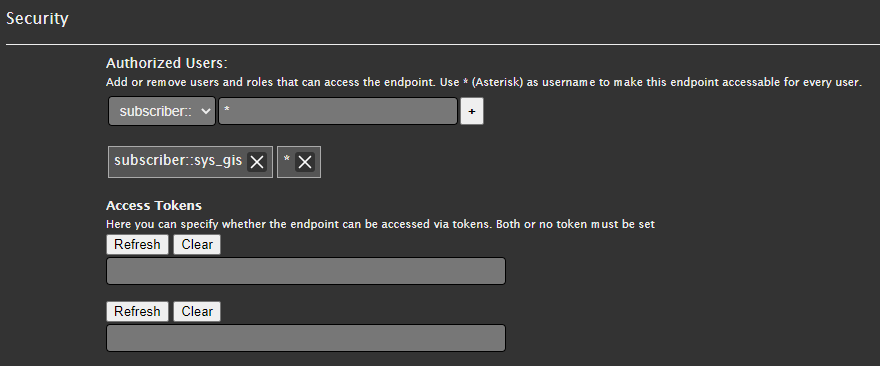 Security
Authorized Users:
Add or remove users and roles that can access the endpoint. Use * (Asterisk) as username to make this endpoint accessable for every user.
subscriber:: * +
subscriber::sys_gis *
Access Tokens
Here you can specify whether the endpoint can be accessed via tokens. Both or no token must be set
Refresh Clear
Refresh Clear